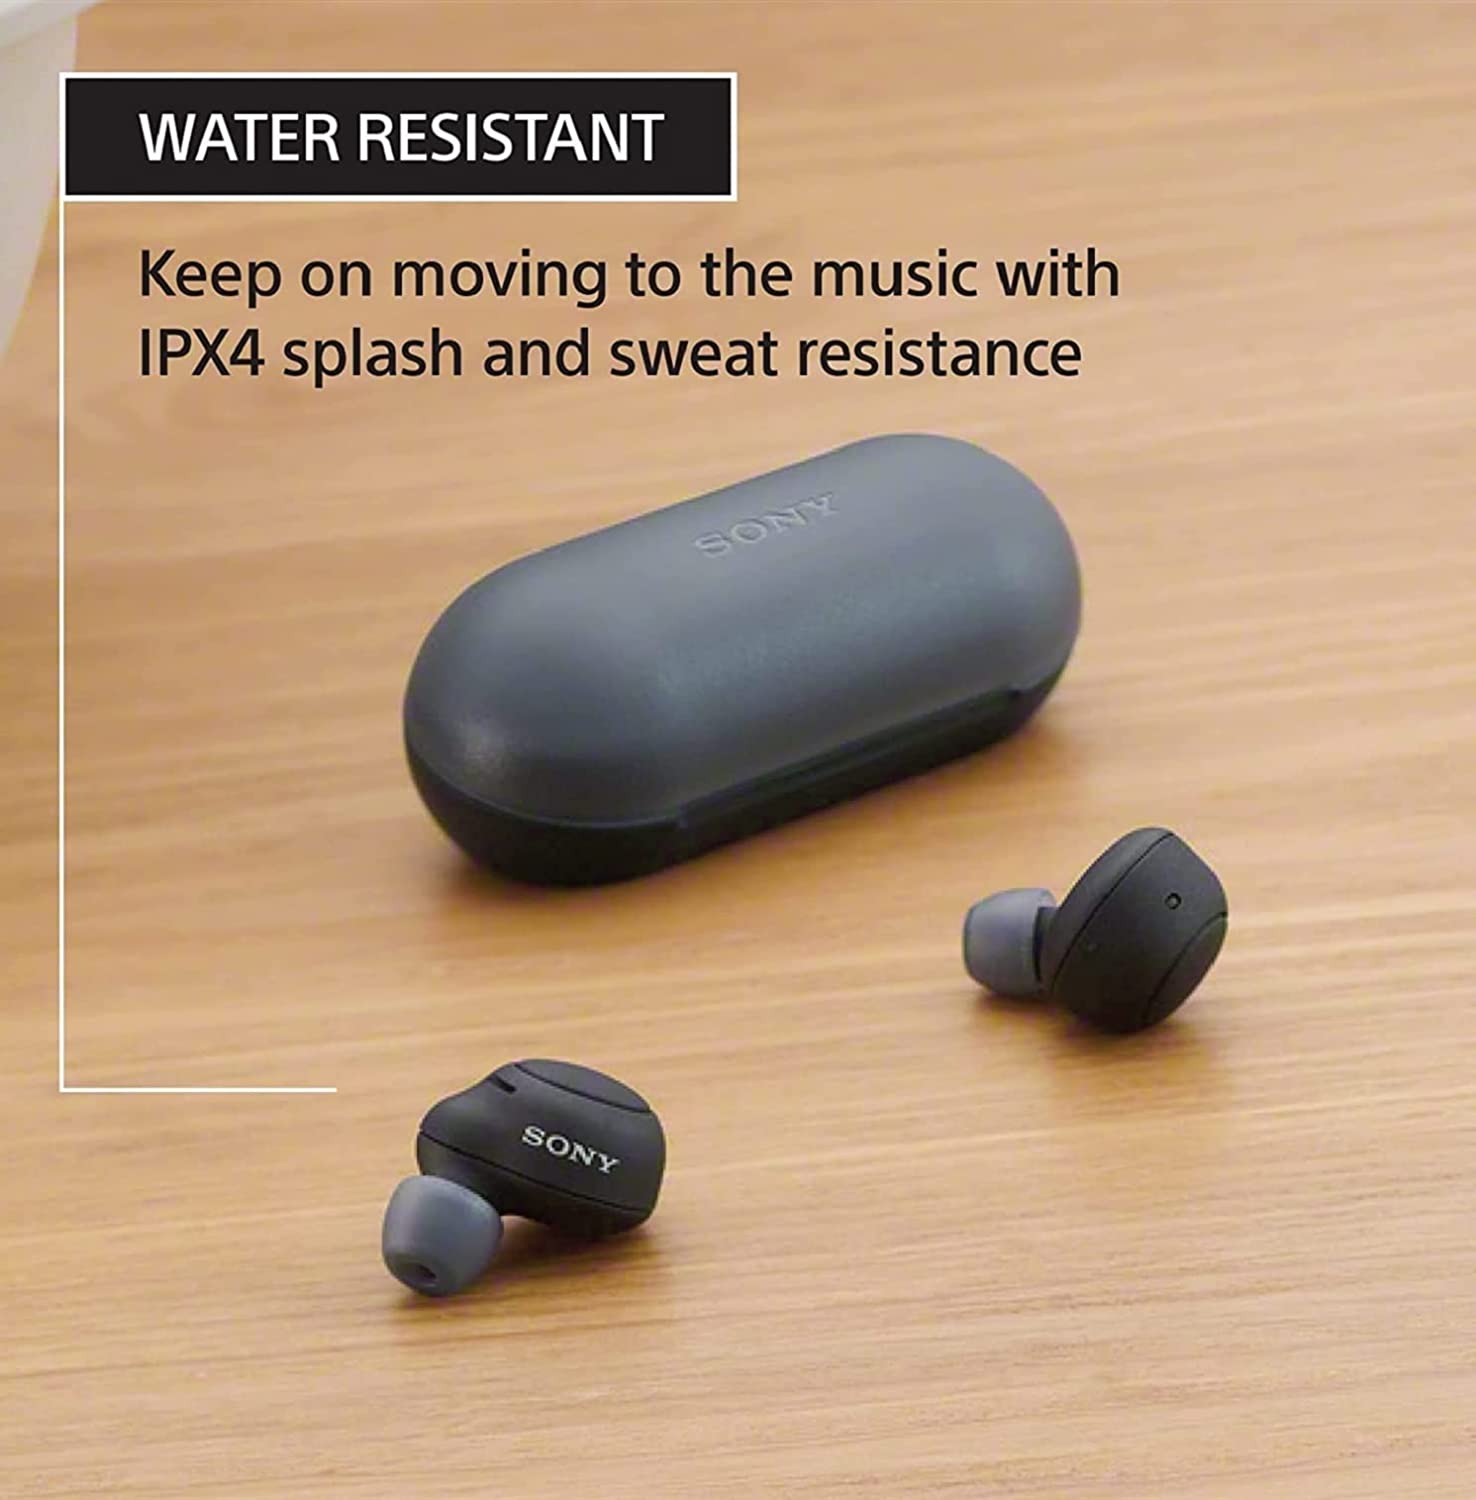 WATER RESISTANT
Keep on moving to the music with
IPX4 splash and sweat resistance
SONY
SONY